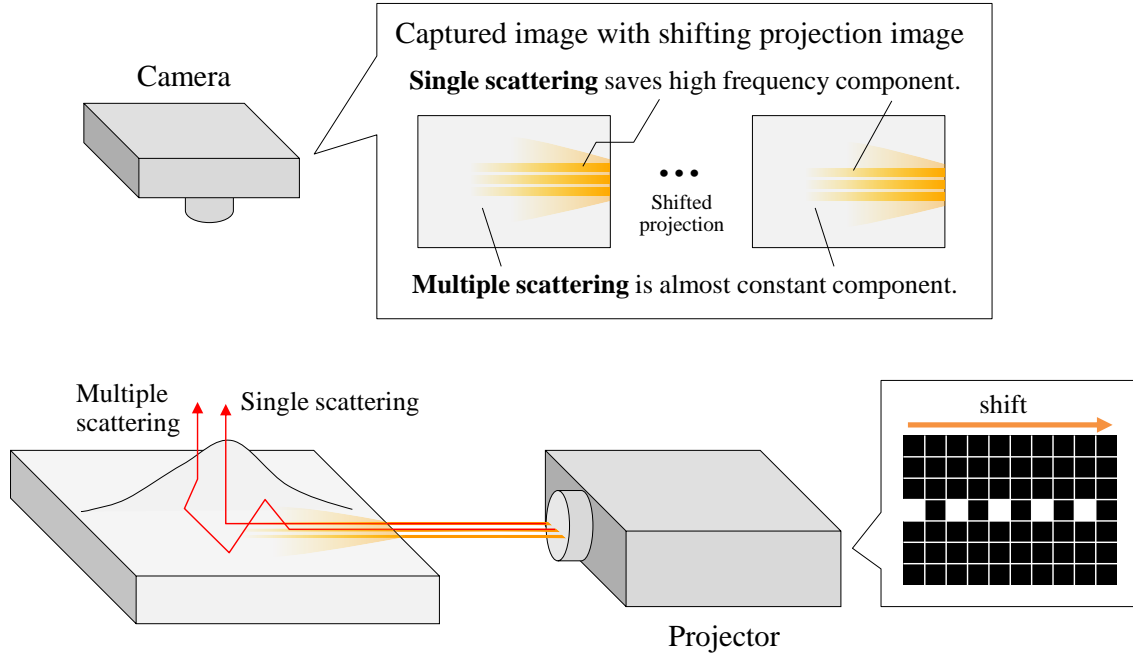 Captured image with shifting projection image
Camera
Single scattering saves high frequency component.
Shifted
projection
Multiple scattering is almost constant component.
Multiple
scattering
Single scattering
shift
Projector